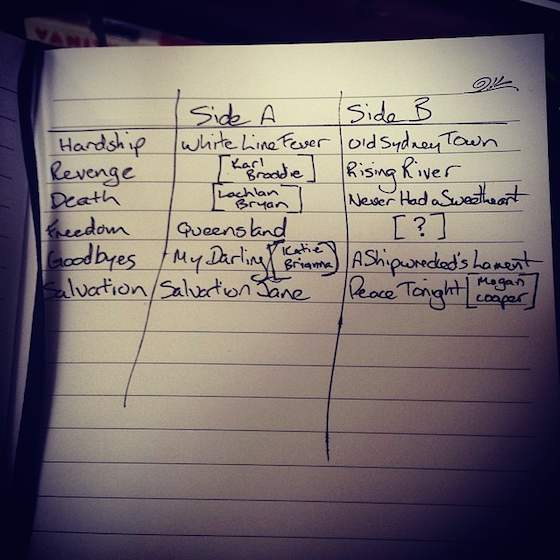 Side A Side B
Hardship White Line Fever Old Sydney Town
Revenge [Karl Broadie] Rising River
Death [Lachlan Bryan] Never Had a Sweetheart
Freedom Queensland [?]
Goodbyes My Darling [Katie Brianna] A Shipwrecked's Lament
Salvation Salvation Jane Peace Tonight [Megan Cooper]